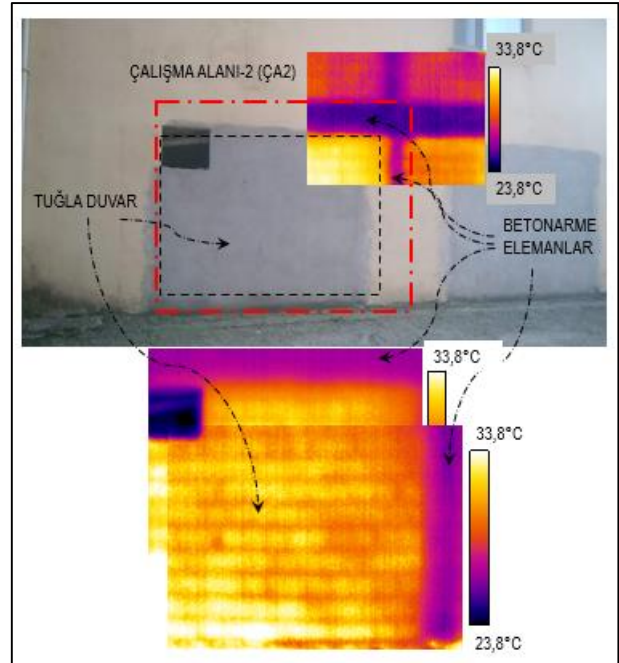 33,8°C
ÇALIŞMA ALANI-2 (ÇA2)
23,8°C
TUĞLA DUVAR
BETONARME
ELEMANLAR
33,8°C
33,8°C
23,8°C